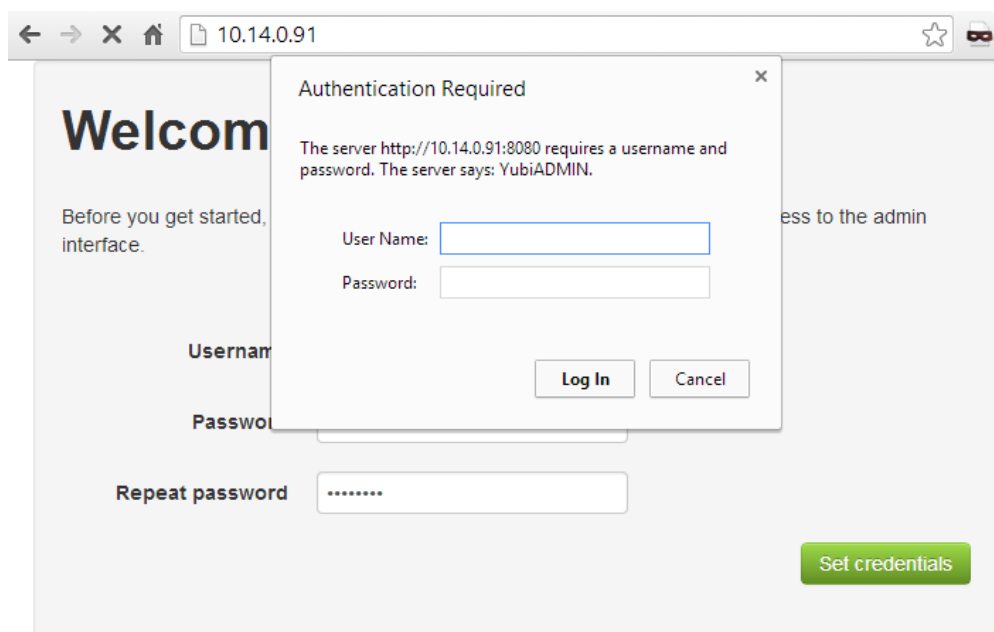 10.14.0.91
Authentication Required
Welcom
The server http://10.14.0.91:8080 requires a username and
password. The server says: YubiADMIN.
Before you get started,
ess to the admin
interface.
User Name:
Password:
Usernam
Log In
Cancel
Passwor
Repeat password
••••••••
Set credentials